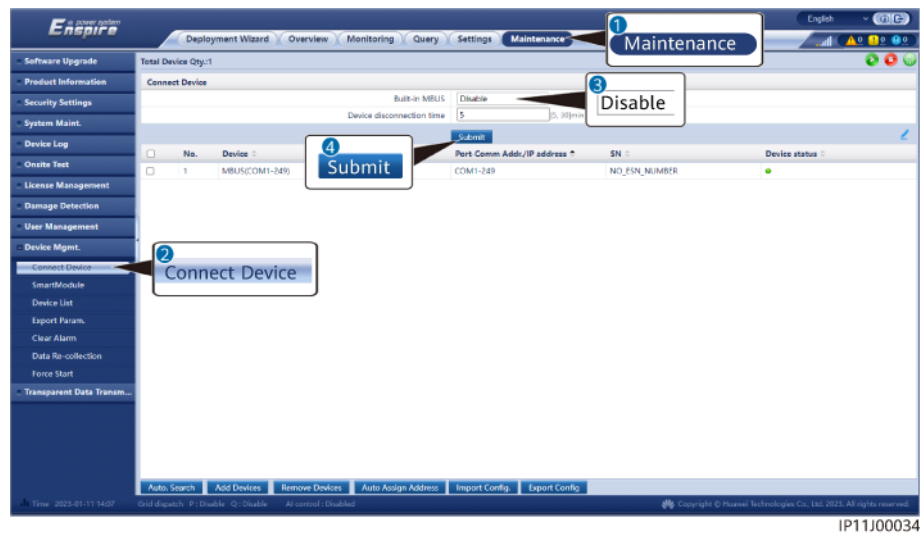 e power system
Enspire
English
Deployment Wizard Overview Monitoring Query Settings Maintenance
1
Maintenance
Software Upgrade
Product Information
Security Settings
System Maint.
Device Log
Onsite Test
License Management
Damage Detection
User Management
Device Mgmt.
Connect Device
SmartModule
Device List
Export Param.
Clear Alarm
Data Re-collection
Force Start
Transparent Data Transm...
Total Device Qty.:1
Connect Device
Built-in MBUS Disable
Device disconnection time 5 [5, 30]min
3
Disable
Submit
4
Submit
No. Device Port Comm Addr./IP address SN Device status
1 MBUS(COM1-249) COM1-249 NO_ESN_NUMBER
2
Connect Device
Auto. Search Add Devices Remove Devices Auto Assign Address Import Config. Export Config
Time 2023-01-11 14:07 Grid dispatch P : Disable Q : Disable AI control : Disabled Copyright © Huawei Technologies Co., Ltd. 2023. All rights reserved.
IP11J00034